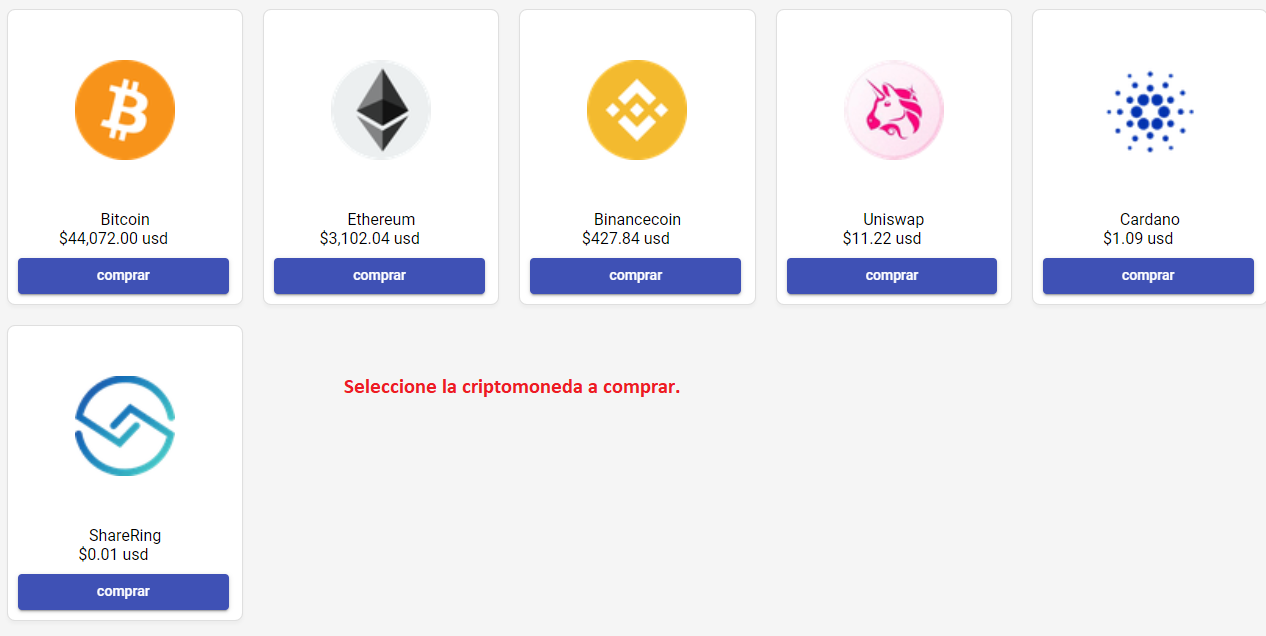 Bitcoin
$44,072.00 usd
comprar
Ethereum
$3,102.04 usd
comprar
Binancecoin
$427.84 usd
comprar
Uniswap
$11.22 usd
comprar
Cardano
$1.09 usd
comprar
ShareRing
$0.01 usd
comprar
Seleccione la criptomoneda a comprar.